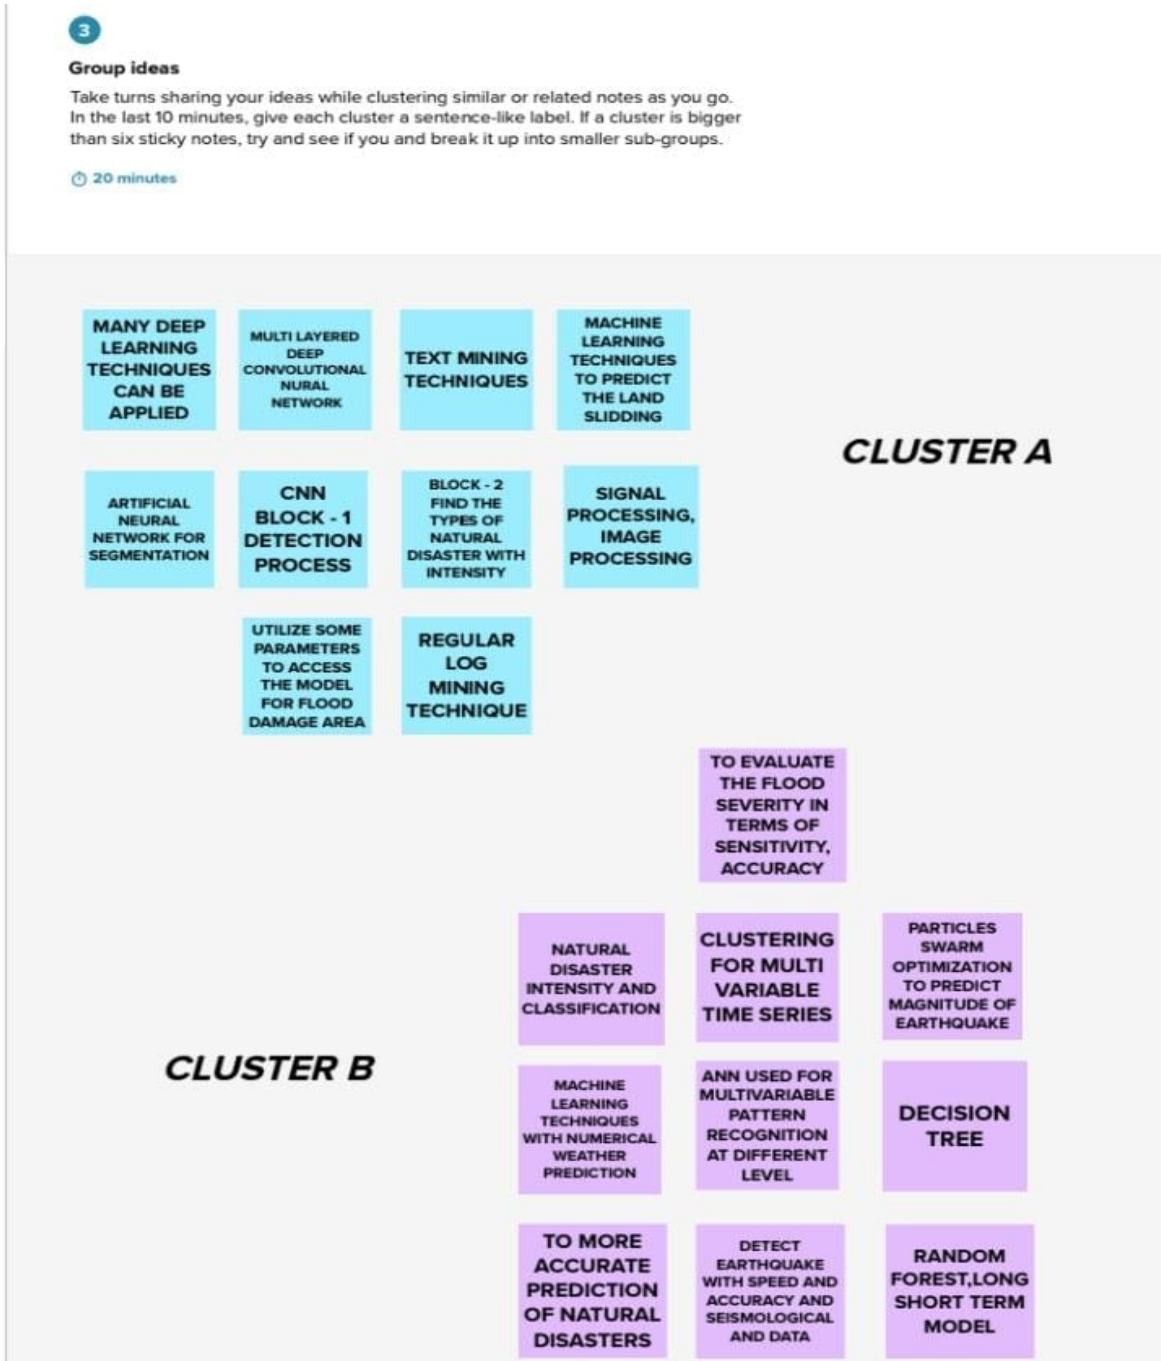 3
Group ideas
Take turns sharing your ideas while clustering similar or related notes as you go.
In the last 10 minutes, give each cluster a sentence-like label. If a cluster is bigger
than six sticky notes, try and see if you and break it up into smaller sub-groups.
20 minutes
MANY DEEP
LEARNING
TECHNIQUES
CAN BE
APPLIED
MULTI LAYERED
DEEP
CONVOLUTIONAL
NURAL
NETWORK
TEXT MINING
TECHNIQUES
MACHINE
LEARNING
TECHNIQUES
TO PREDICT
THE LAND
SLIDDING
CLUSTER A
ARTIFICIAL
NEURAL
NETWORK FOR
SEGMENTATION
CNN
BLOCK - 1
DETECTION
PROCESS
BLOCK - 2
FIND THE
TYPES OF
NATURAL
DISASTER WITH
INTENSITY
SIGNAL
PROCESSING,
IMAGE
PROCESSING
UTILIZE SOME
PARAMETERS
TO ACCESS
THE MODEL
FOR FLOOD
DAMAGE AREA
REGULAR
LOG
MINING
TECHNIQUE
TO EVALUATE
THE FLOOD
SEVERITY IN
TERMS OF
SENSITIVITY,
ACCURACY
NATURAL
DISASTER
INTENSITY AND
CLASSIFICATION
CLUSTERING
FOR MULTI
VARIABLE
TIME SERIES
PARTICLES
SWARM
OPTIMIZATION
TO PREDICT
MAGNITUDE OF
EARTHQUAKE
CLUSTER B
MACHINE
LEARNING
TECHNIQUES
WITH NUMERICAL
WEATHER
PREDICTION
ANN USED FOR
MULTIVARIABLE
PATTERN
RECOGNITION
AT DIFFERENT
LEVEL
DECISION
TREE
TO MORE
ACCURATE
PREDICTION
OF NATURAL
DISASTERS
DETECT
EARTHQUAKE
WITH SPEED AND
ACCURACY AND
SEISMOLOGICAL
AND DATA
RANDOM
FOREST,LONG
SHORT TERM
MODEL